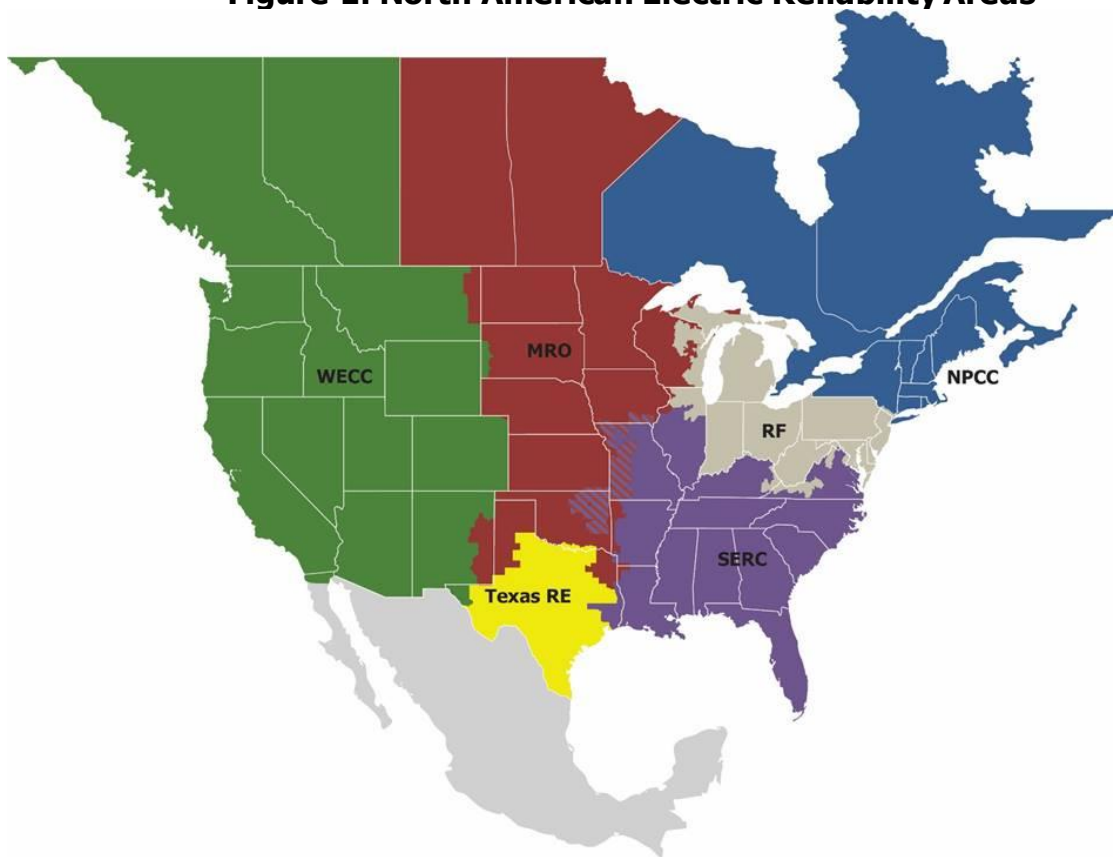 Figure 1. North American Electric Reliability Areas
MRO
WECC
NPCC
RF
SERC
Texas RE